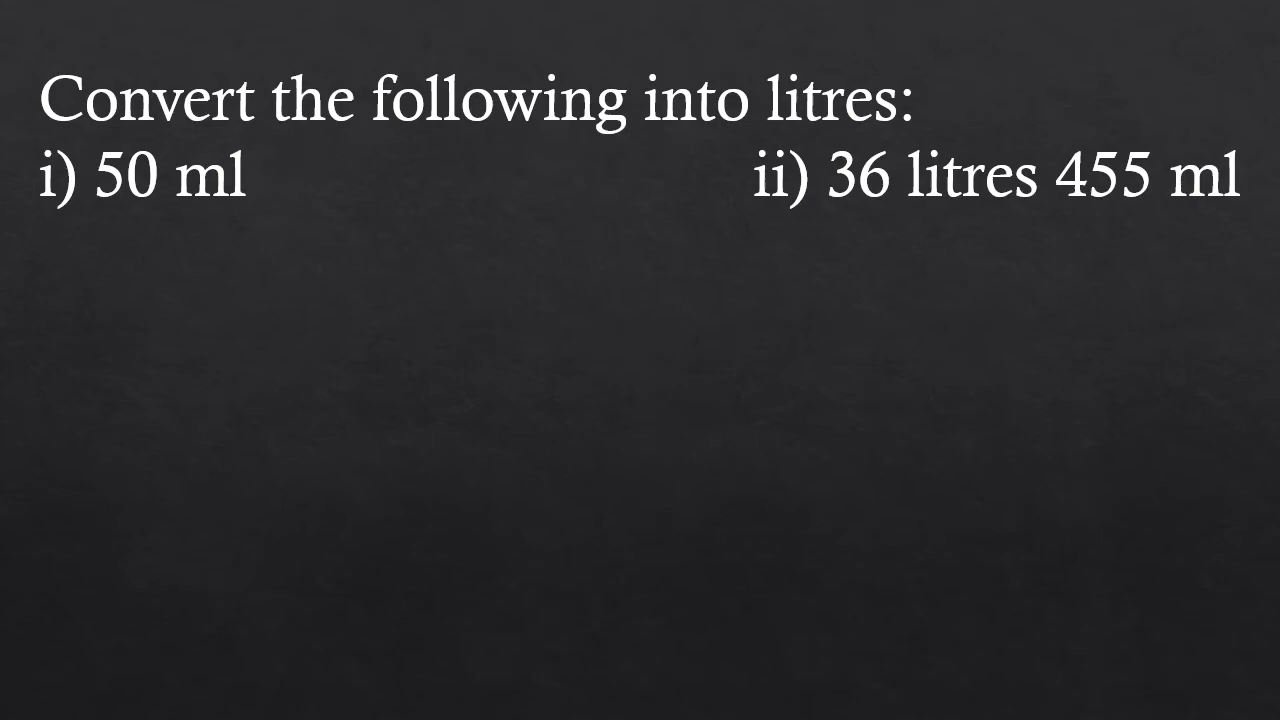 Convert the following into litres:
i) 50 ml ii) 36 litres 455 ml